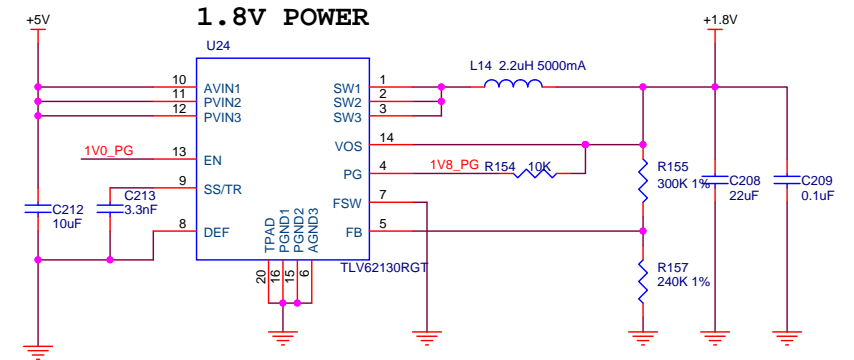 1.8V POWER
+5V
+1.8V
U24
L14 2.2uH 5000mA
10
AVIN1
SW1
1
11
PVIN2
SW2
2
12
PVIN3
SW3
3
VOS
14
1V0_PG
13
EN
PG
4
1V8_PG
R154
10K
R155
300K 1%
9
SS/TR
C213
3.3nF
FSW
7
C208
22uF
C209
0.1uF
C212
10uF
8
DEF
FB
5
TPAD
PGND1
PGND2
AGND3
20
16
15
6
TLV62130RGT
R157
240K 1%